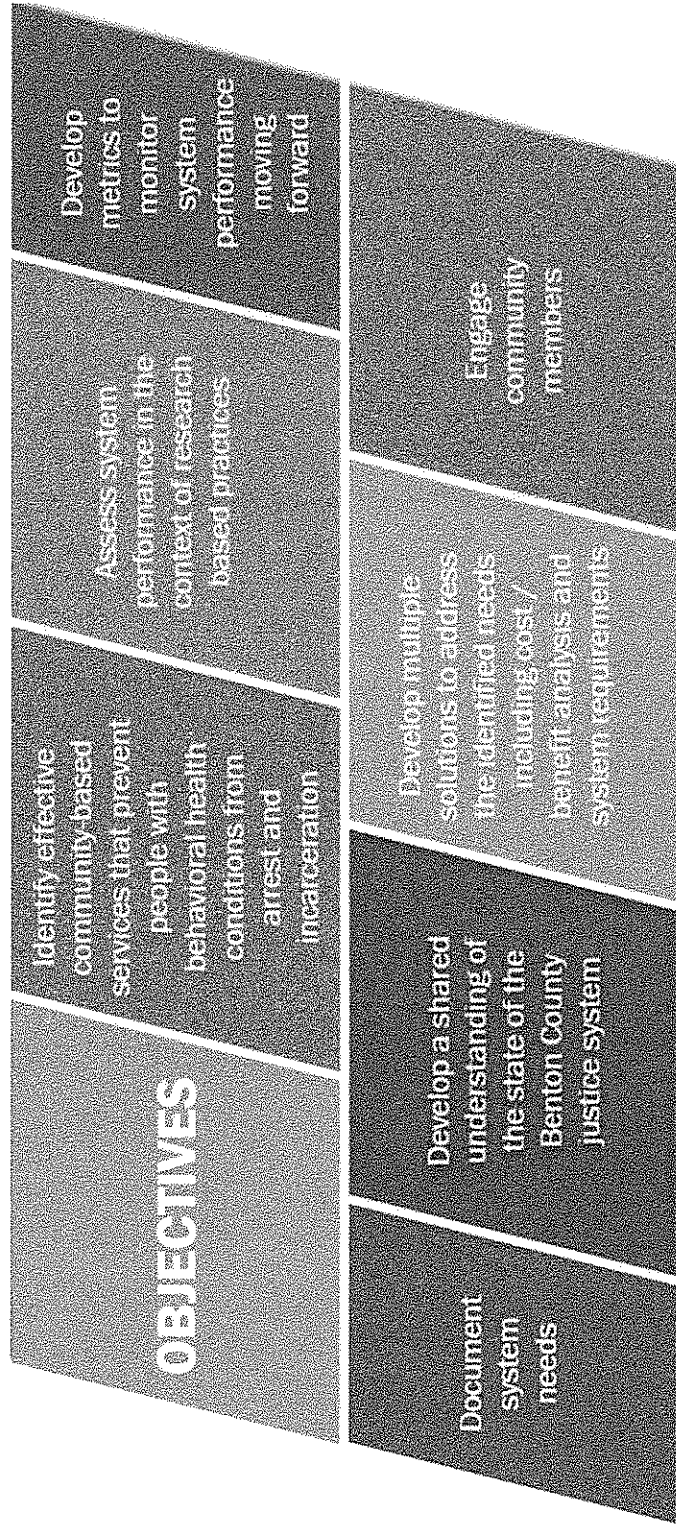 OBJECTIVES
Identify effective
community-based
services that prevent
people with
behavioral health
conditions from
arrest and
incarceration
Assess system
performance in the
context of research
based practices
Develop
metrics to
monitor
system
performance
moving
forward
Document
system
needs
Develop a shared
understanding of
the state of the
Benton County
justice system
Develop multiple
solutions to address
the identified needs
including cost /
benefit analysis and
system requirements
Engage
community
members